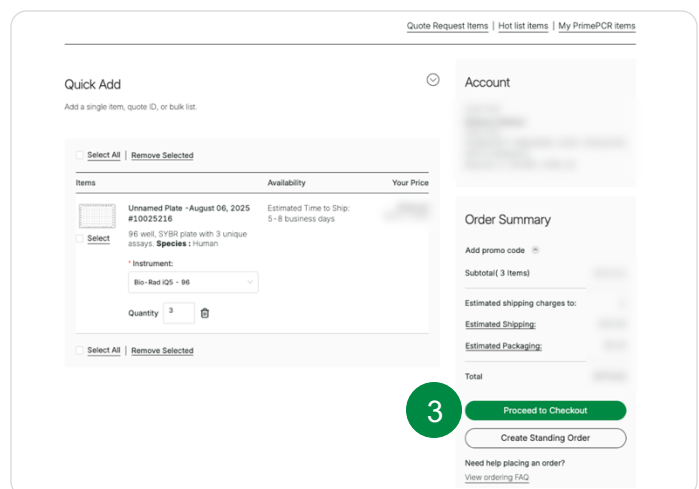 Quote Request Items | Hot list items | My PrimePCR items
Quick Add
Add a single item, quote ID, or bulk list.
Select All | Remove Selected
Items Availability Your Price
Unnamed Plate -August 06, 2025
#10025216
96 well, SYBR plate with 3 unique
assays. Species : Human
Estimated Time to Ship:
5-8 business days
Select
* Instrument:
Bio-Rad iQ5 - 96
Quantity 3
Select All | Remove Selected
Account
Order Summary
Add promo code
Subtotal( 3 Items)
Estimated shipping charges to:
Estimated Shipping:
Estimated Packaging:
Total
3
Proceed to Checkout
Create Standing Order
Need help placing an order?
View ordering FAQ